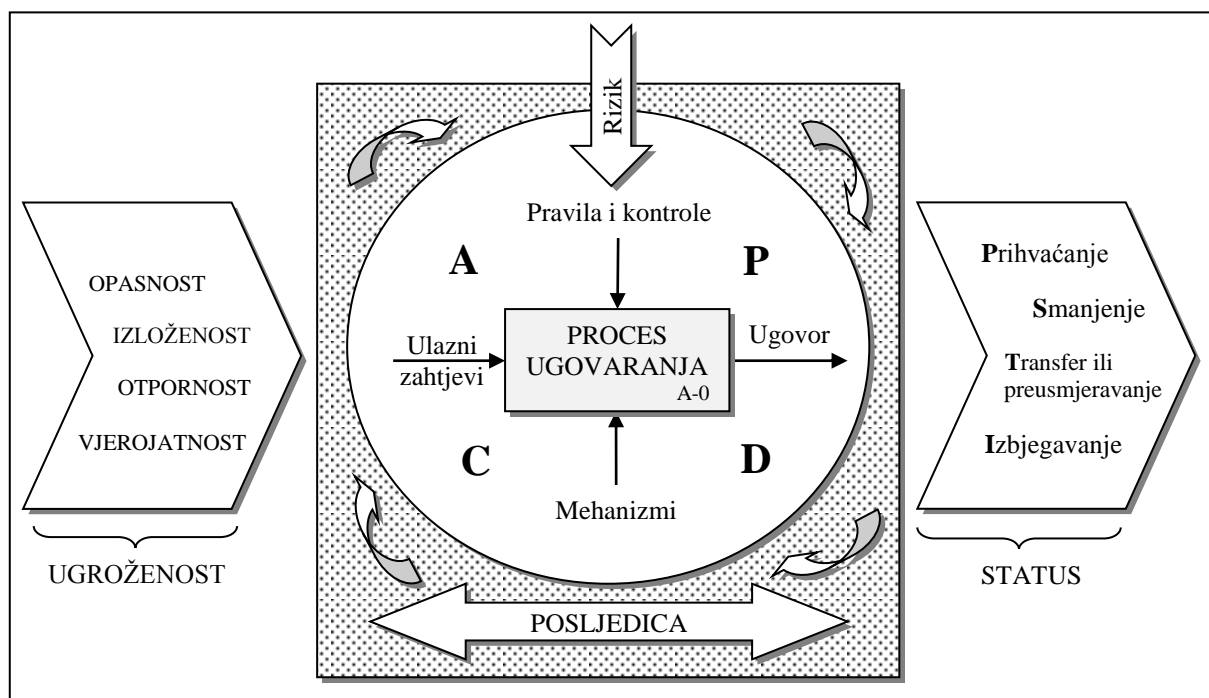 Rizik
Pravila i kontrole
A
P
OPASNOST
IZLOŽENOST
OTPORNOST
VJEROJATNOST
UGROŽENOST
Ulazni
zahtjevi
PROCES
UGOVARANJA
A-0
Ugovor
C
D
Mehanizmi
POSLJEDICA
Prihvaćanje
Smanjenje
Transfer ili
preusmjeravanje
Izbjegavanje
STATUS